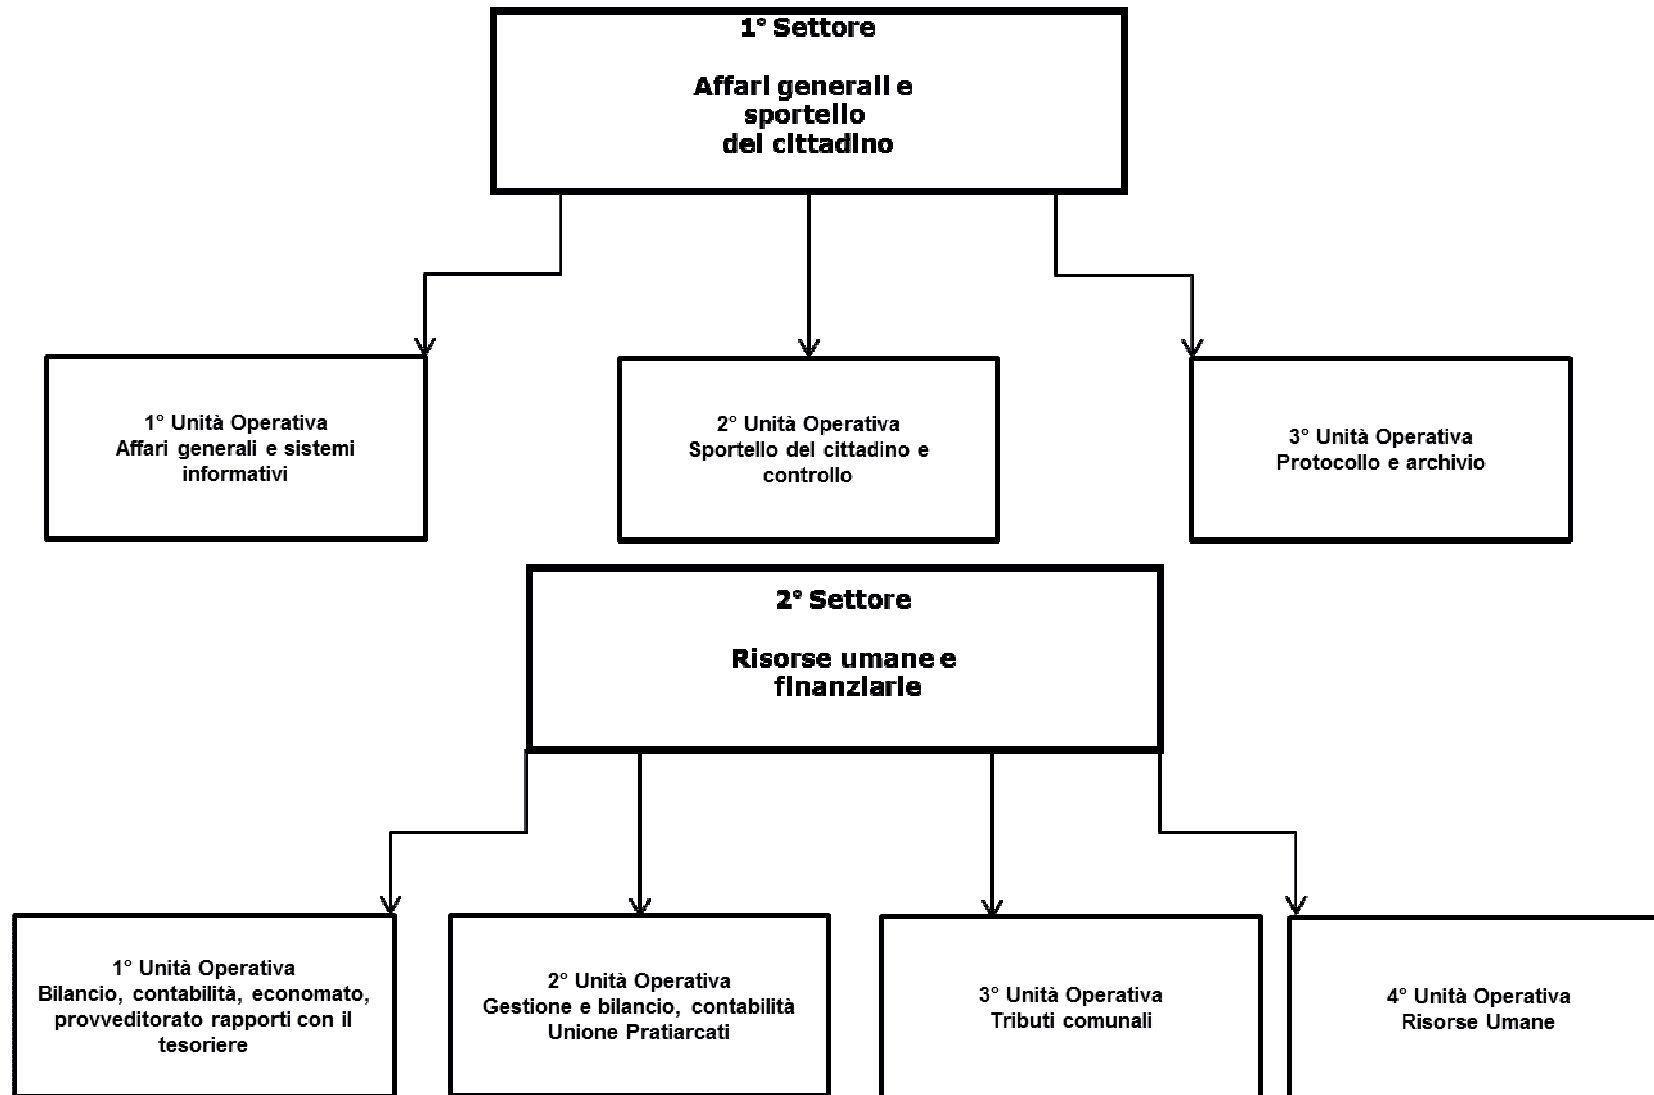 1° Settore
Affari generali e
sportello
del cittadino
1° Unità Operativa
Affari generali e sistemi
informativi
2° Unità Operativa
Sportello del cittadino e
controllo
3° Unità Operativa
Protocollo e archivio
2° Settore
Risorse umane e
finanziarie
1° Unità Operativa
Bilancio, contabilità, economato,
provveditorato rapporti con il
tesoriere
2° Unità Operativa
Gestione e bilancio, contabilità
Unione Pratiarcati
3° Unità Operativa
Tributi comunali
4° Unità Operativa
Risorse Umane